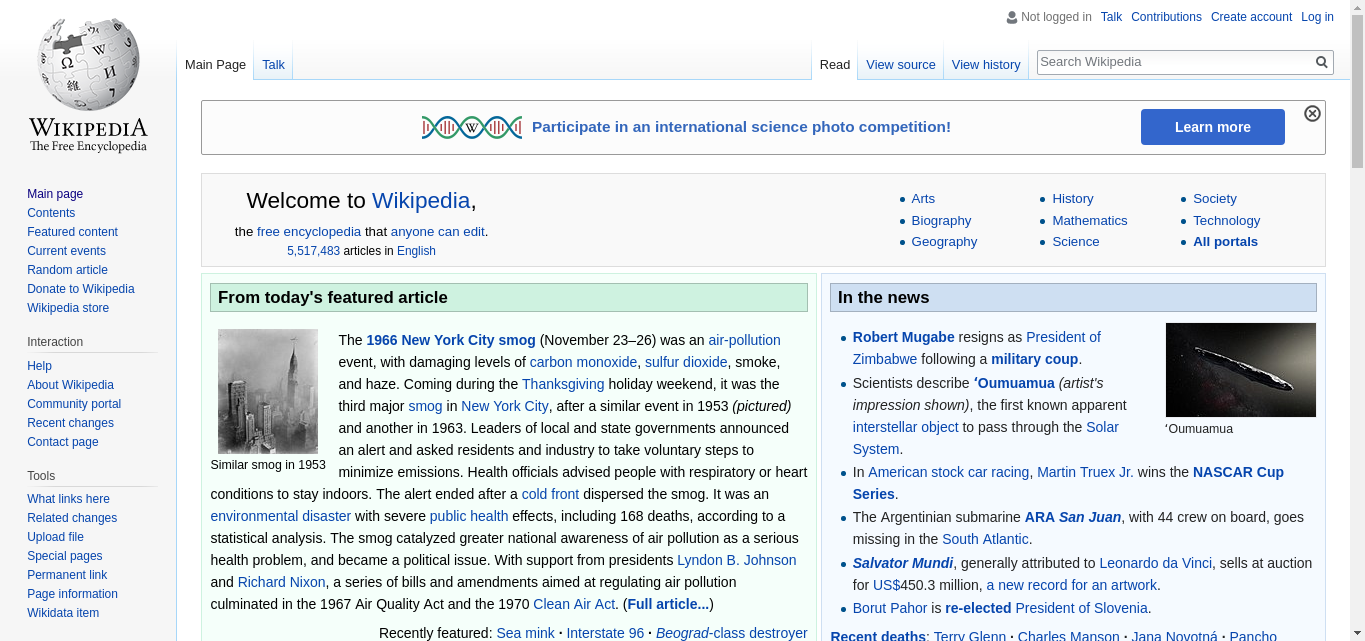 Not logged in Talk Contributions Create account Log in
Main Page Talk Read View source View history Search Wikipedia
WIKIPEDIA
The Free Encyclopedia
Participate in an international science photo competition! Learn more
Main page
Contents
Featured content
Current events
Random article
Donate to Wikipedia
Wikipedia store
Interaction
Help
About Wikipedia
Community portal
Recent changes
Contact page
Tools
What links here
Related changes
Upload file
Special pages
Permanent link
Page information
Wikidata item
Welcome to Wikipedia,
the free encyclopedia that anyone can edit.
5,517,483 articles in English
Arts
Biography
Geography
History
Mathematics
Science
Society
Technology
All portals
From today's featured article
Similar smog in 1953
The 1966 New York City smog (November 23–26) was an air-pollution
event, with damaging levels of carbon monoxide, sulfur dioxide, smoke,
and haze. Coming during the Thanksgiving holiday weekend, it was the
third major smog in New York City, after a similar event in 1953 (pictured)
and another in 1963. Leaders of local and state governments announced
an alert and asked residents and industry to take voluntary steps to
minimize emissions. Health officials advised people with respiratory or heart
conditions to stay indoors. The alert ended after a cold front dispersed the smog. It was an
environmental disaster with severe public health effects, including 168 deaths, according to a
statistical analysis. The smog catalyzed greater national awareness of air pollution as a serious
health problem, and became a political issue. With support from presidents Lyndon B. Johnson
and Richard Nixon, a series of bills and amendments aimed at regulating air pollution
culminated in the 1967 Air Quality Act and the 1970 Clean Air Act. (Full article...)
Recently featured: Sea mink · Interstate 96 · Beograd-class destroyer
In the news
ʻOumuamua
Robert Mugabe resigns as President of
Zimbabwe following a military coup.
Scientists describe ʻOumuamua (artist's
impression shown), the first known apparent
interstellar object to pass through the Solar
System.
In American stock car racing, Martin Truex Jr. wins the NASCAR Cup
Series.
The Argentinian submarine ARA San Juan, with 44 crew on board, goes
missing in the South Atlantic.
Salvator Mundi, generally attributed to Leonardo da Vinci, sells at auction
for US$450.3 million, a new record for an artwork.
Borut Pahor is re-elected President of Slovenia.
Recent deaths: Terry Glenn · Charles Manson · Jana Novotná · Pancho